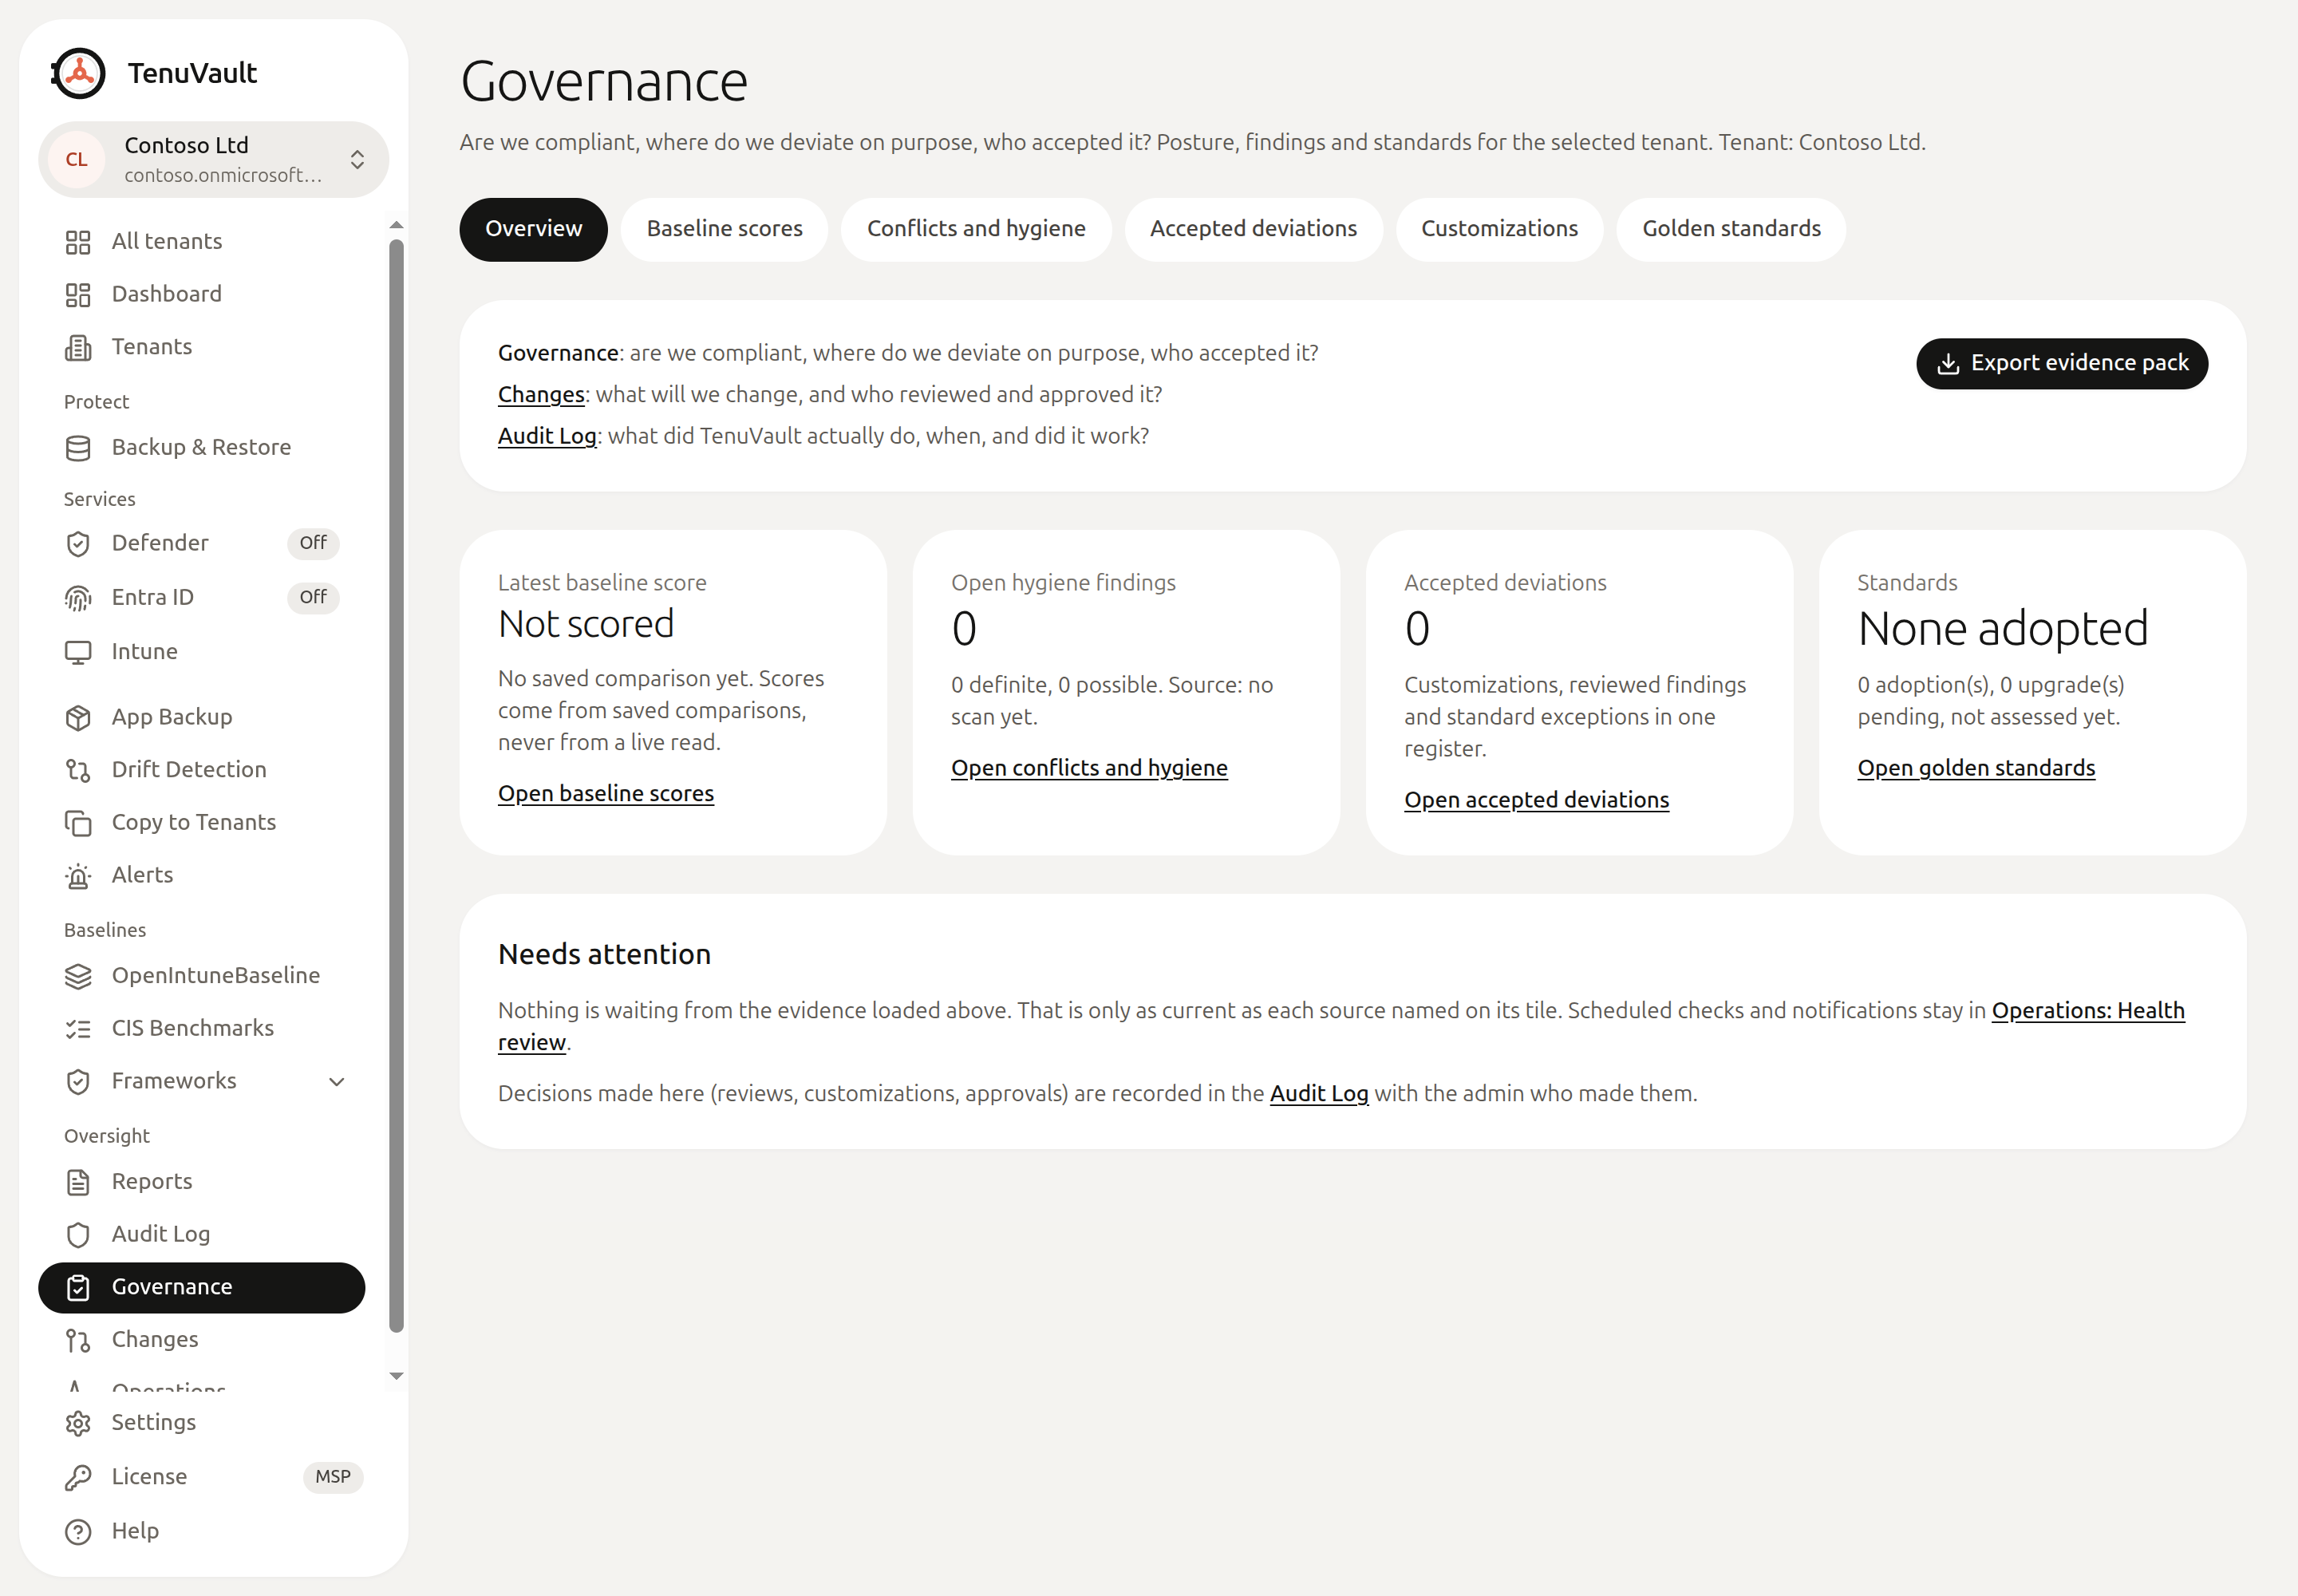 TenuVault
CL
Contoso Ltd
contoso.onmicrosoft...
All tenants
Dashboard
Tenants
Protect
Backup & Restore
Services
Defender
Off
Entra ID
Off
Intune
App Backup
Drift Detection
Copy to Tenants
Alerts
Baselines
OpenIntuneBaseline
CIS Benchmarks
Frameworks
Oversight
Reports
Audit Log
Governance
Changes
Operations
Settings
License
MSP
Help
Governance
Are we compliant, where do we deviate on purpose, who accepted it? Posture, findings and standards for the selected tenant. Tenant: Contoso Ltd.
Overview
Baseline scores
Conflicts and hygiene
Accepted deviations
Customizations
Golden standards
Governance: are we compliant, where do we deviate on purpose, who accepted it?
Changes: what will we change, and who reviewed and approved it?
Audit Log: what did TenuVault actually do, when, and did it work?
Export evidence pack
Latest baseline score
Not scored
No saved comparison yet. Scores
come from saved comparisons,
never from a live read.
Open baseline scores
Open hygiene findings
0
0 definite, 0 possible. Source: no
scan yet.
Open conflicts and hygiene
Accepted deviations
0
Customizations, reviewed findings
and standard exceptions in one
register.
Open accepted deviations
Standards
None adopted
0 adoption(s), 0 upgrade(s)
pending, not assessed yet.
Open golden standards
Needs attention
Nothing is waiting from the evidence loaded above. That is only as current as each source named on its tile. Scheduled checks and notifications stay in Operations: Health
review.
Decisions made here (reviews, customizations, approvals) are recorded in the Audit Log with the admin who made them.